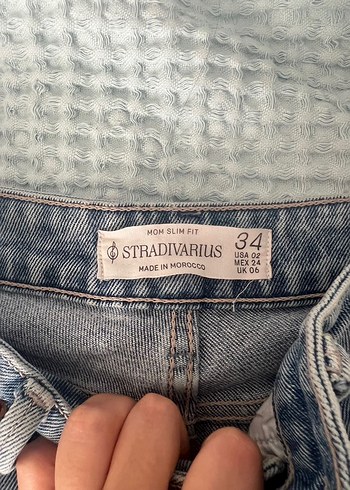 MOM SLIM FIT
STRADIVARIUS
MADE IN MOROCCO
34
USA 02
MEX 24
UK 06